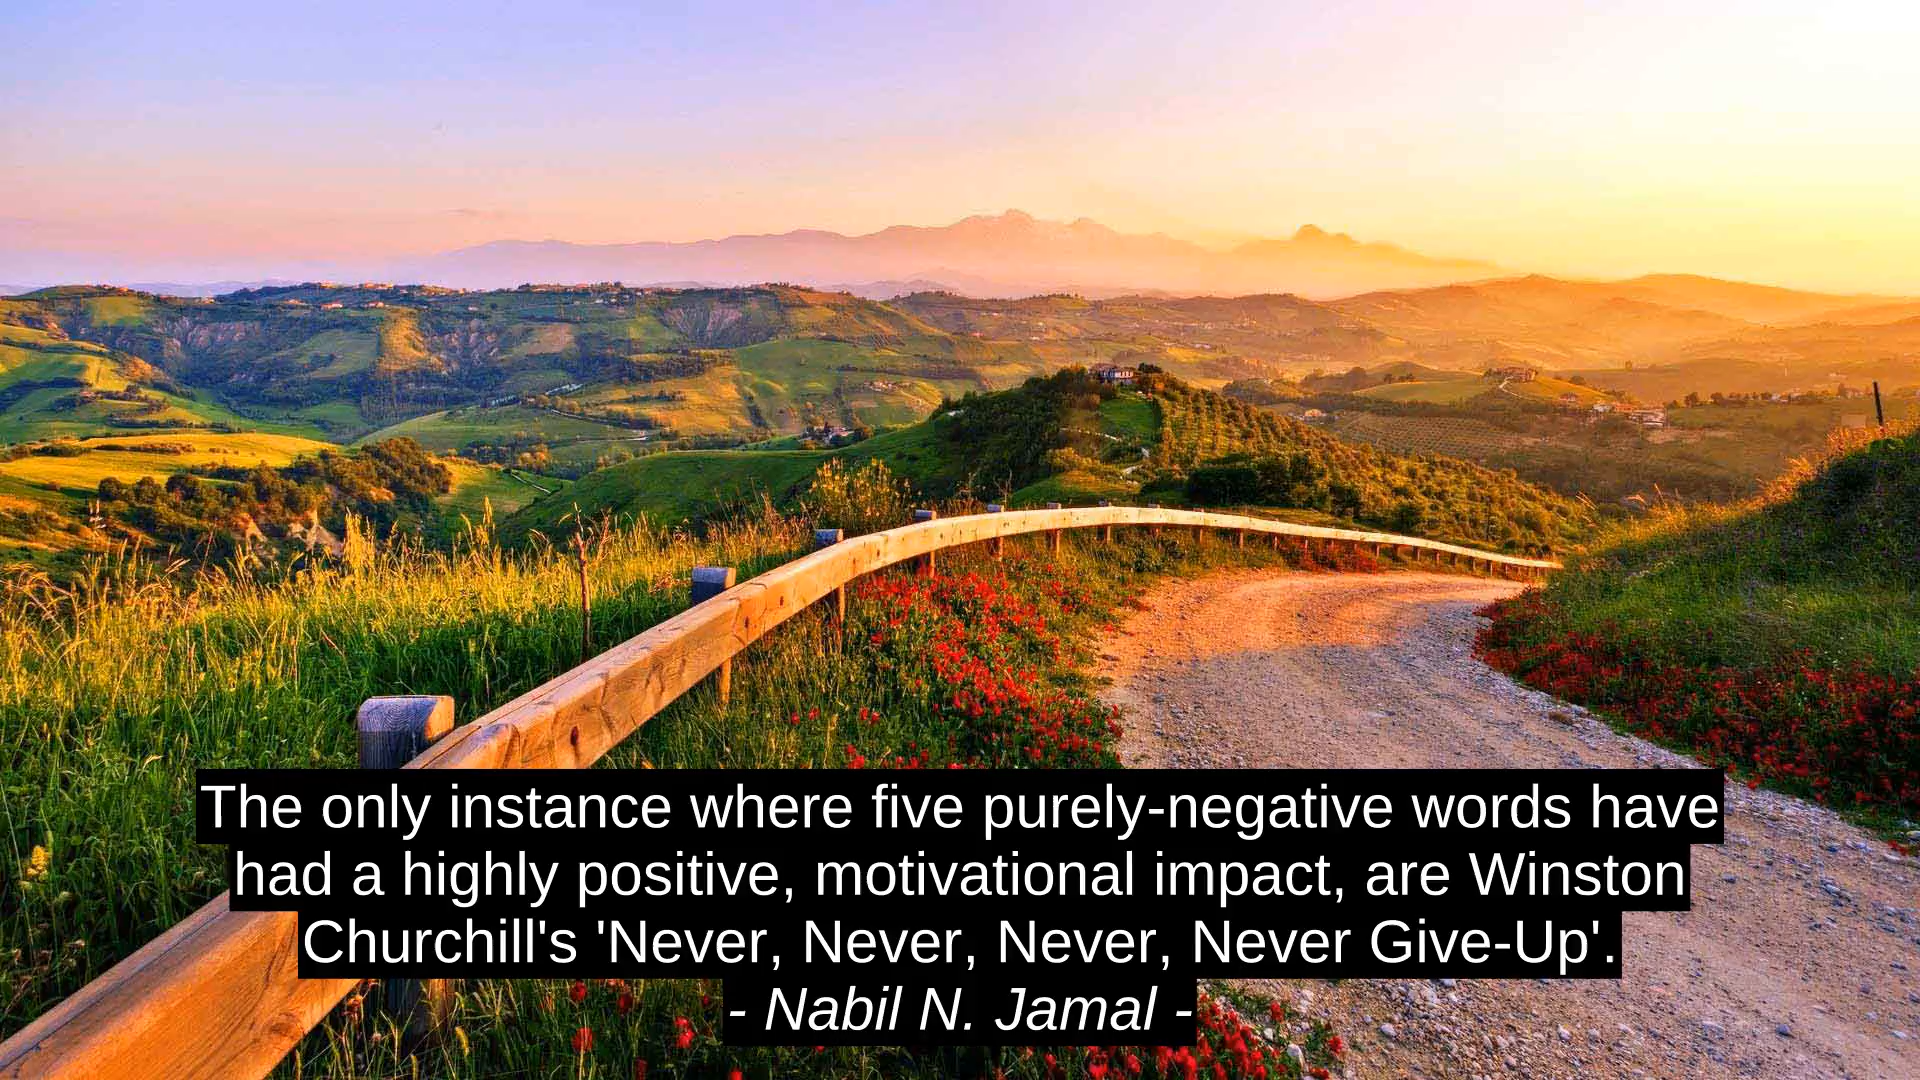 The only instance where five purely-negative words have
had a highly positive, motivational impact, are Winston
Churchill's 'Never, Never, Never, Never Give-Up'.
- Nabil N. Jamal -